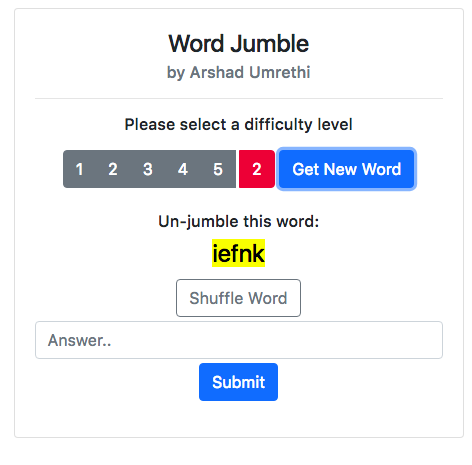 Word Jumble
by Arshad Umrethi
Please select a difficulty level
1 2 3 4 5 2 Get New Word
Un-jumble this word:
iefnk
Shuffle Word
Answer..
Submit